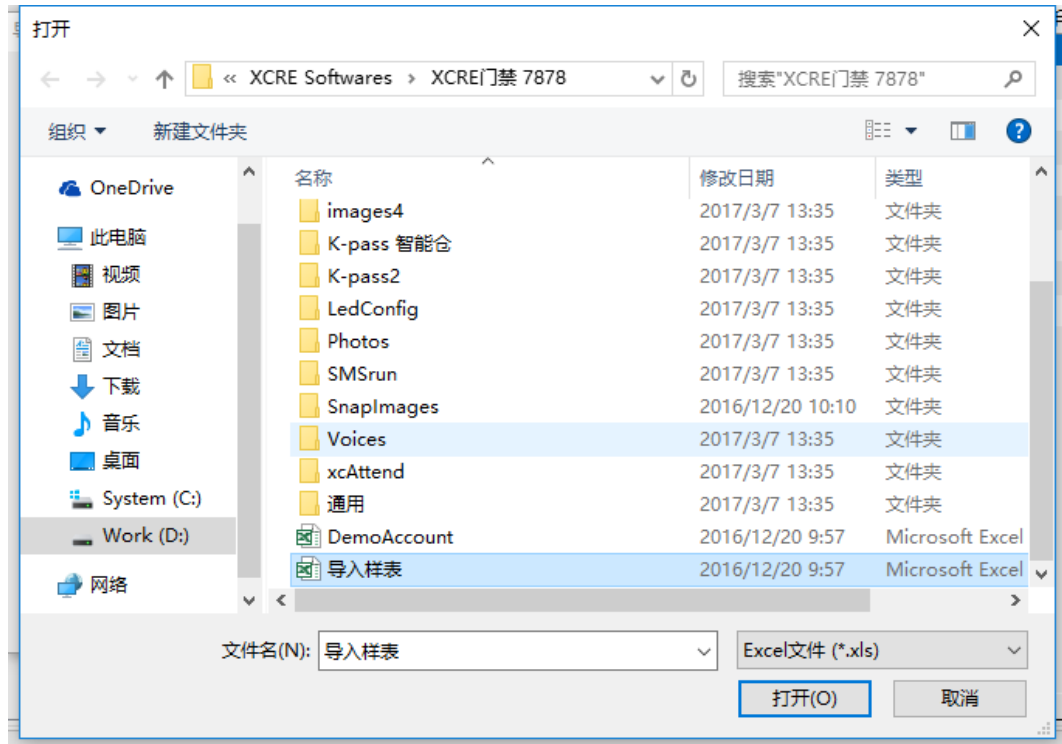 打开
« XCRE Softwares › XCRE门禁 7878
搜索"XCRE门禁 7878"
组织
新建文件夹
名称 修改日期 类型
OneDrive
此电脑
视频
图片
文档
下载
音乐
桌面
System (C:)
Work (D:)
网络
images4 2017/3/7 13:35 文件夹
K-pass 智能仓 2017/3/7 13:35 文件夹
K-pass2 2017/3/7 13:35 文件夹
LedConfig 2017/3/7 13:35 文件夹
Photos 2017/3/7 13:35 文件夹
SMSrun 2017/3/7 13:35 文件夹
SnapImages 2016/12/20 10:10 文件夹
Voices 2017/3/7 13:35 文件夹
xcAttend 2017/3/7 13:35 文件夹
通用 2017/3/7 13:35 文件夹
DemoAccount 2016/12/20 9:57 Microsoft Excel
导入样表 2016/12/20 9:57 Microsoft Excel
文件名(N): 导入样表 Excel文件 (*.xls)
打开(O) 取消